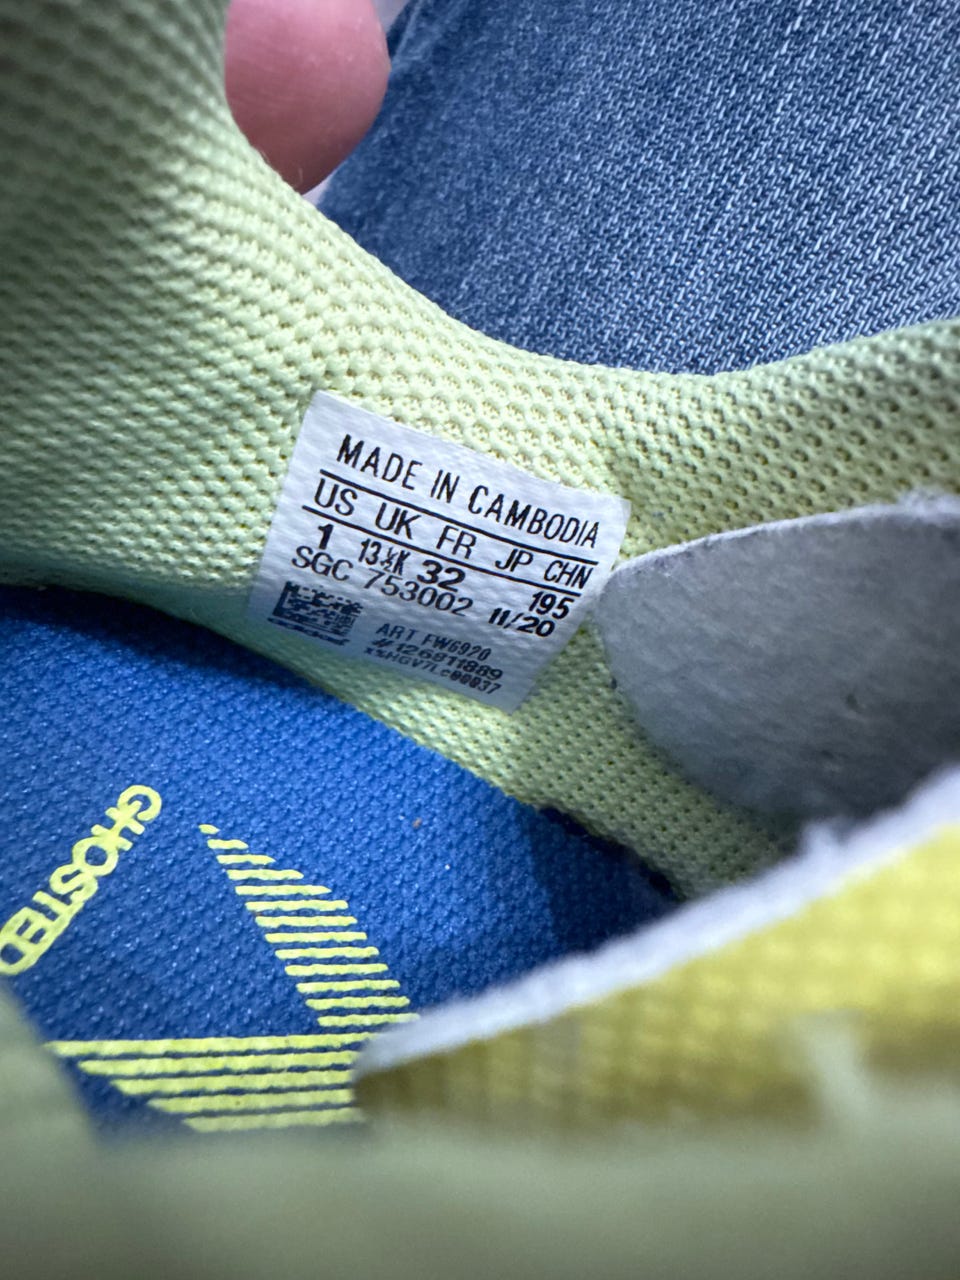 MADE IN CAMBODIA
US UK FR JP CHN
1 13½K 32 195
SGC 753002 11/20
ART FW6920
#126811889
GHOSTED